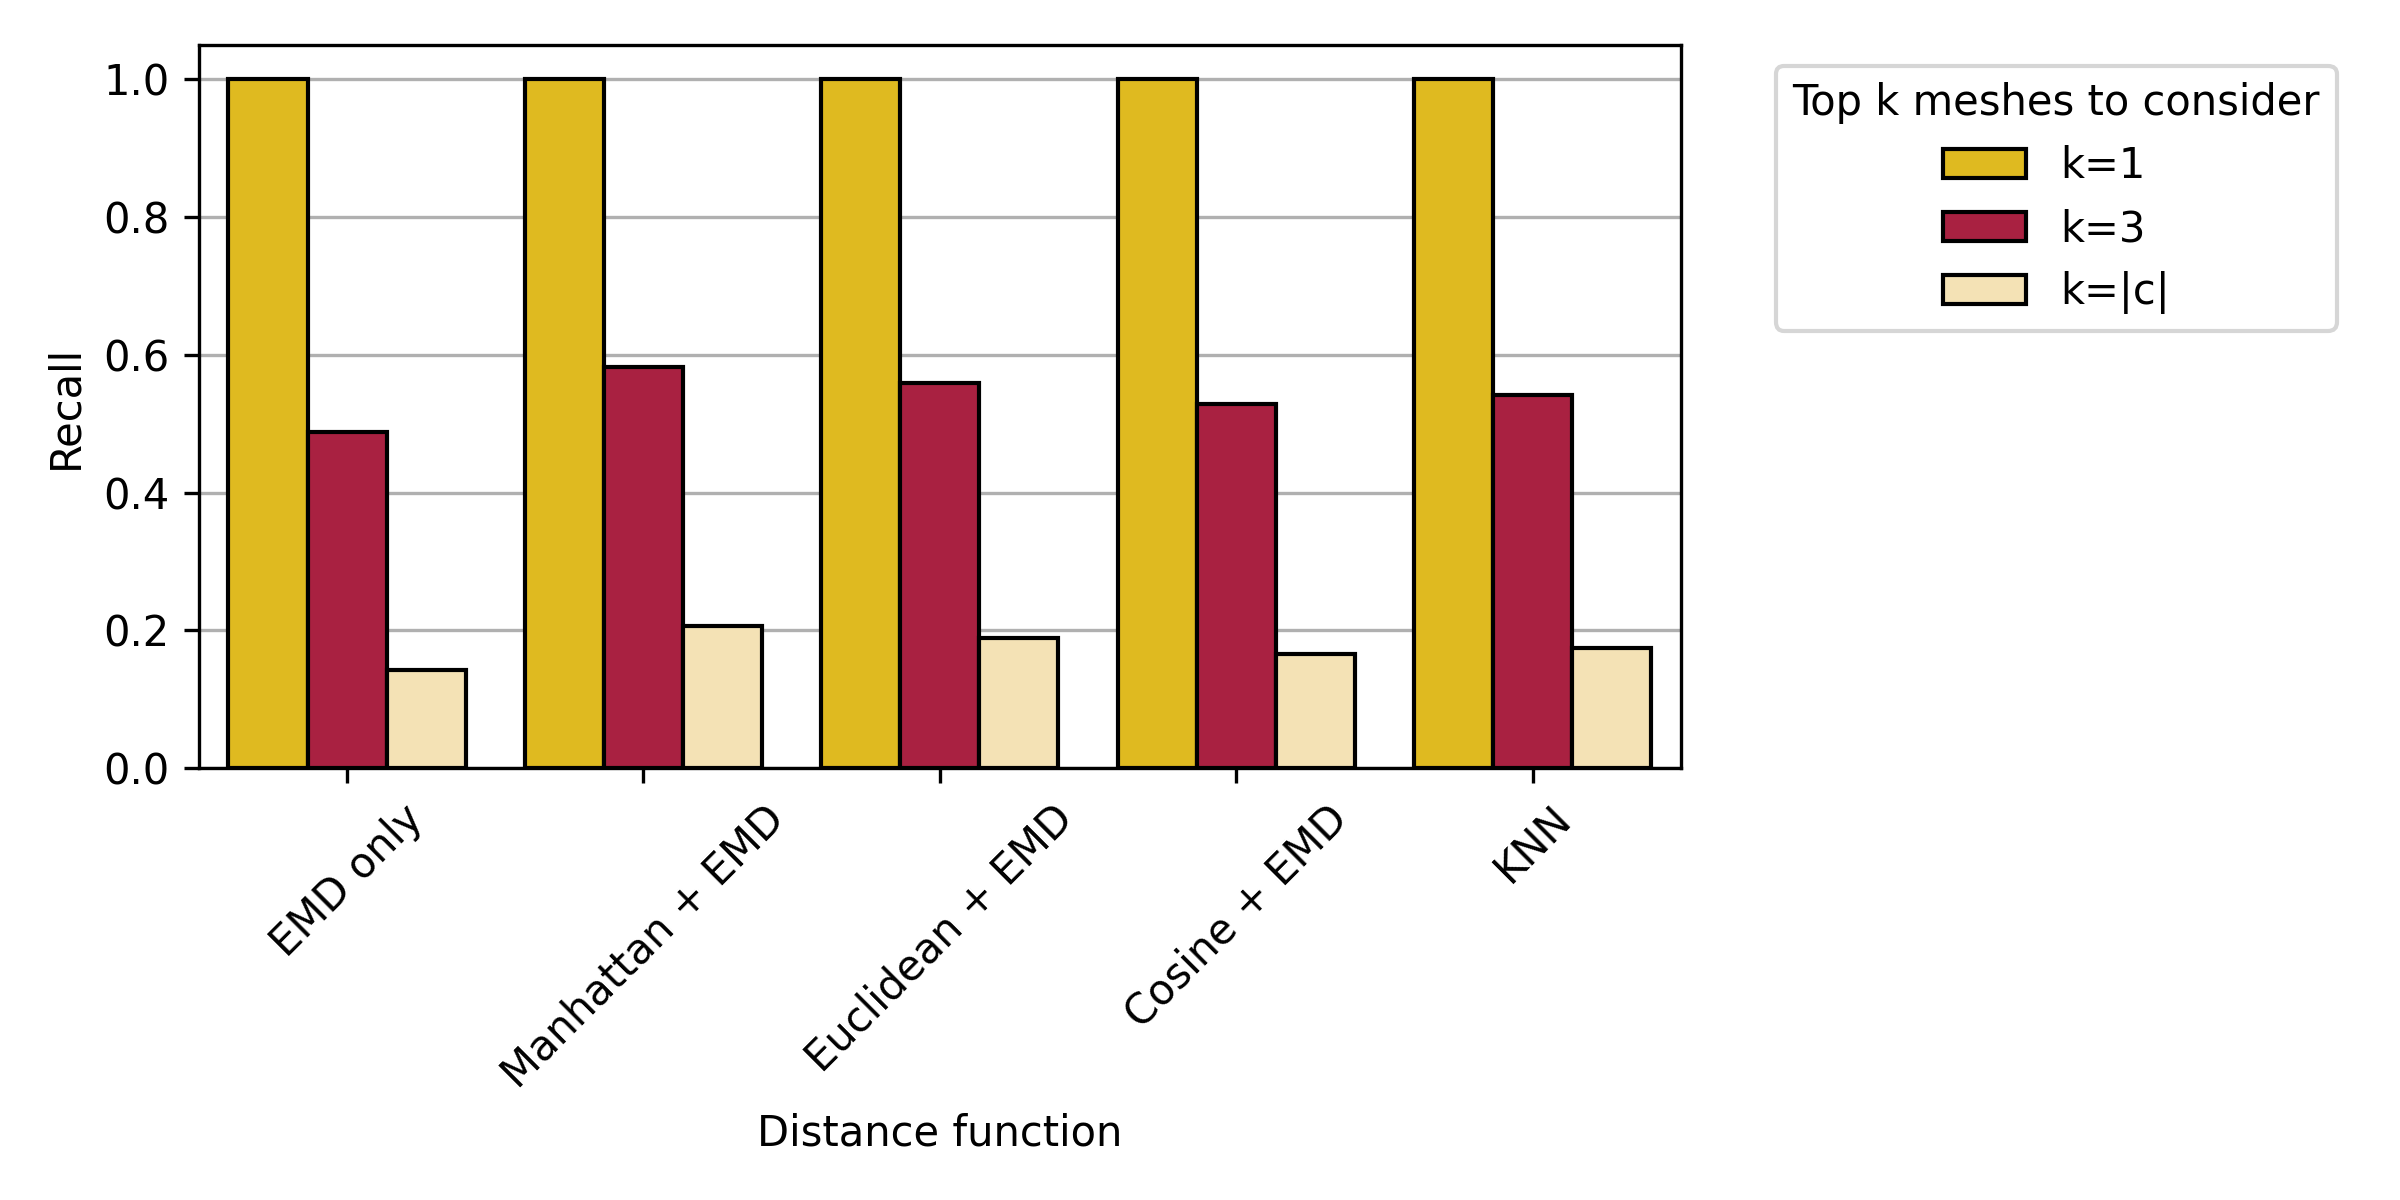 Recall
1.0
0.8
0.6
0.4
0.2
0.0
EMD only
Manhattan + EMD
Euclidean + EMD
Cosine + EMD
KNN
Distance function
Top k meshes to consider
k=1
k=3
k=|c|